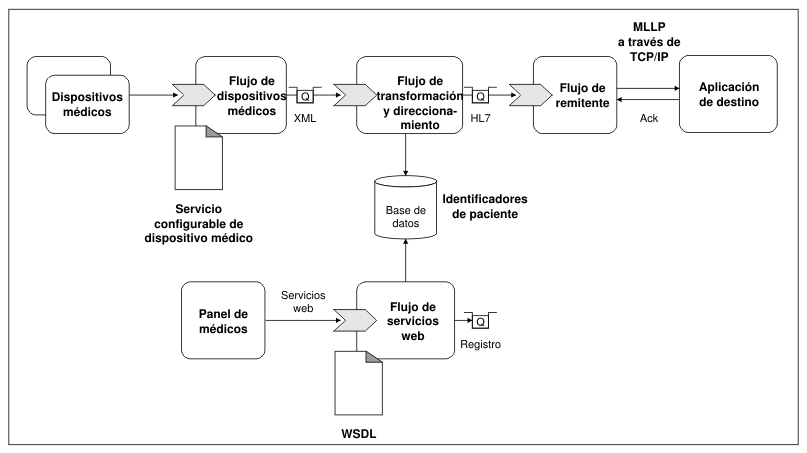 MLLP
a través de
TCP/IP
Dispositivos
médicos
Flujo de
dispositivos
médicos
Q
XML
Flujo de
transformación
y direcciona-
miento
Q
HL7
Flujo de
remitente
Ack
Aplicación
de destino
Servicio
configurable de
dispositivo médico
Base de
datos
Identificadores
de paciente
Panel de
médicos
Servicios
web
Flujo de
servicios
web
Q
Registro
WSDL